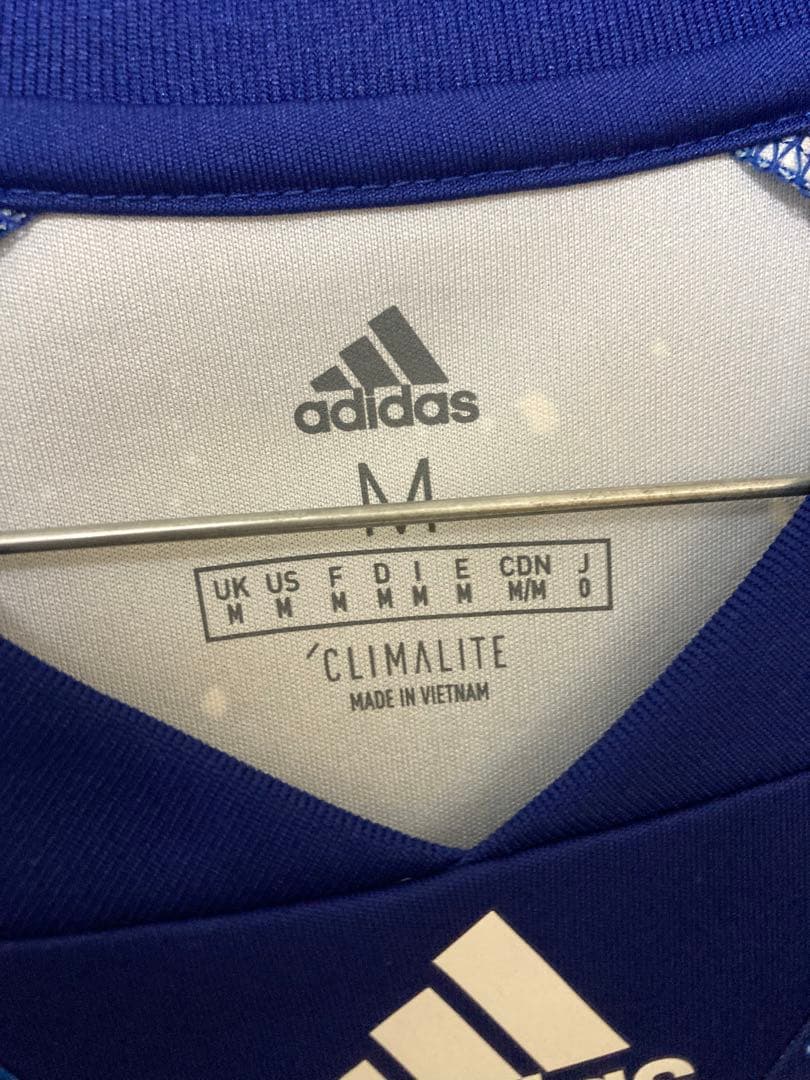 adidas
M
UK US F D I E CDN J
M M M M M M M/M O
CLIMALITE
MADE IN VIETNAM